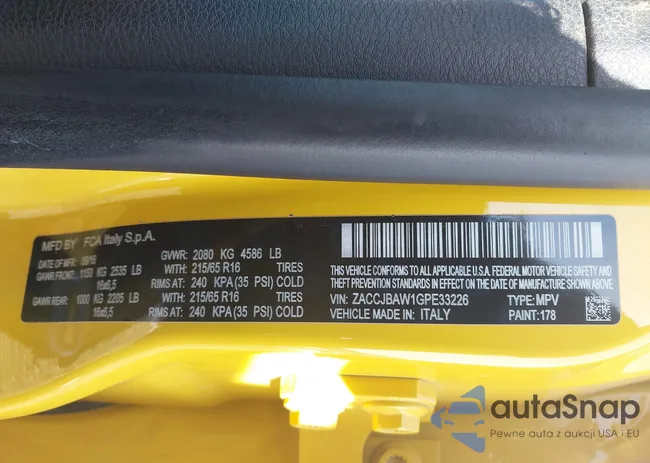 MFD BY FCA Italy S.p.A.
DATE OF MFR 09/16 GVWR: 2080 KG 4586 LB
GAWR FRONT: 1150 KG 2535 LB WITH: 215/65 R16 TIRES
16x6,5 RIMS AT: 240 KPA (35 PSI) COLD
GAWR REAR: 1000 KG 2205 LB WITH: 215/65 R16 TIRES
16x6,5 RIMS AT: 240 KPA (35 PSI) COLD
THIS VEHICLE CONFORMS TO ALL APPLICABLE U.S.A. FEDERAL MOTOR VEHICLE SAFETY
AND THEFT PREVENTION STANDARDS IN EFFECT ON THE DATE OF MANUFACTURE SHOWN ABOVE.
VIN: ZACCJBAW1GPE33226 TYPE: MPV
VEHICLE MADE IN: ITALY PAINT: 178
autaSnap
Pewne auta z aukcji USA i EU